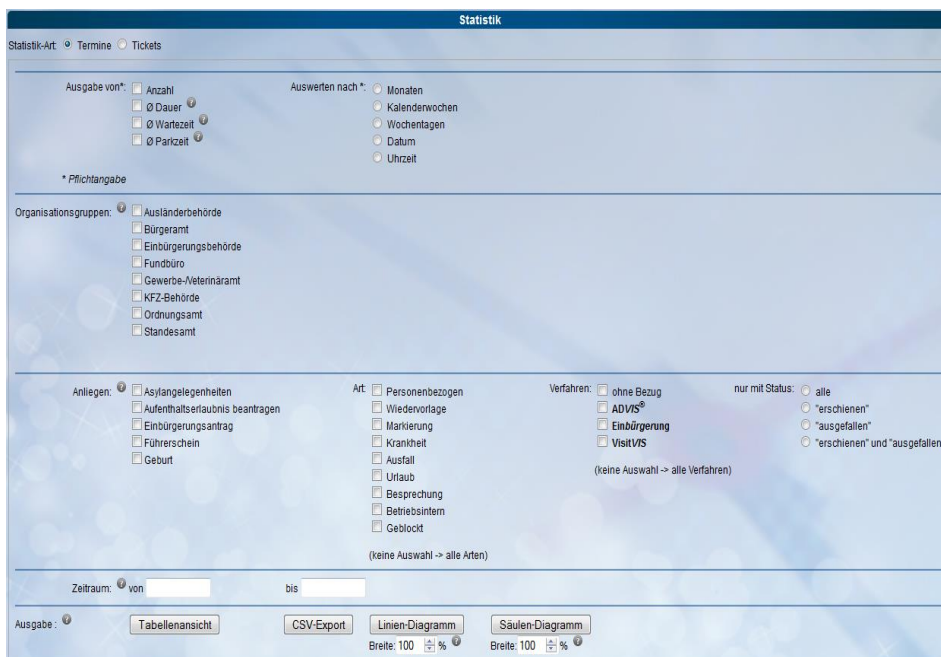 Statistik
Statistik-Art: Termine Tickets
Ausgabe von*: Anzahl
Ø Dauer ?
Ø Wartezeit ?
Ø Parkzeit ?
Auswerten nach *: Monaten
Kalenderwochen
Wochentagen
Datum
Uhrzeit
* Pflichtangabe
Organisationsgruppen: ? Ausländerbehörde
Bürgeramt
Einbürgerungsbehörde
Fundbüro
Gewerbe-/Veterinäramt
KFZ-Behörde
Ordnungsamt
Standesamt
Anliegen: ? Asylangelegenheiten
Aufenthaltserlaubnis beantragen
Einbürgerungsantrag
Führerschein
Geburt
Art: Personenbezogen
Wiedervorlage
Markierung
Krankheit
Ausfall
Urlaub
Besprechung
Betriebsintern
Geblockt
(keine Auswahl -> alle Arten)
Verfahren: ohne Bezug
ADVIS®
Einbürgerung
VisitVIS
(keine Auswahl -> alle Verfahren)
nur mit Status: alle
"erschienen"
"ausgefallen"
"erschienen" und "ausgefallen
Zeitraum: ? von bis
Ausgabe : ? Tabellenansicht CSV-Export Linien-Diagramm Säulen-Diagramm
Breite: 100 % ? Breite: 100 % ?